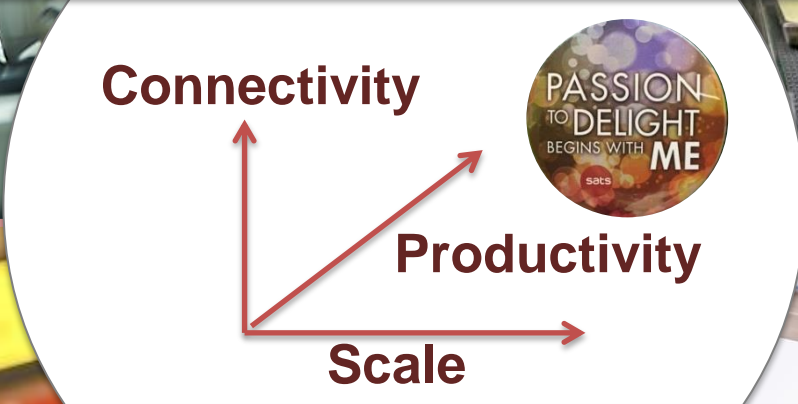 Connectivity
PASSION
TO DELIGHT
BEGINS WITH ME
sats
Productivity
Scale